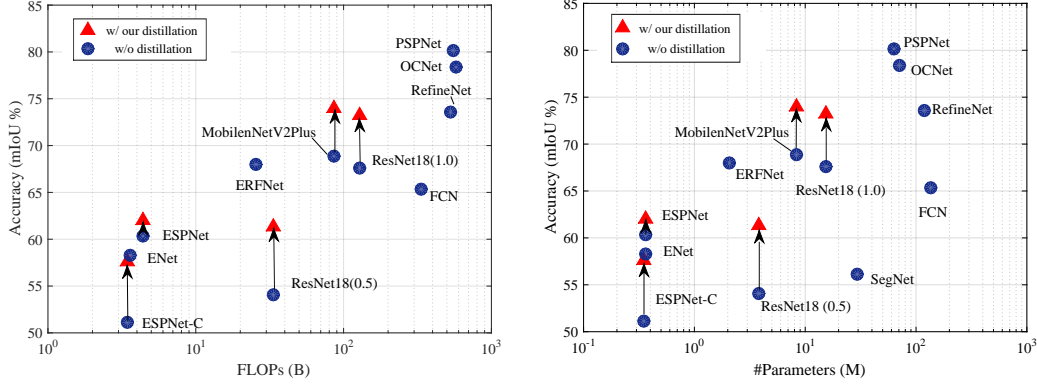 85
80
75
70
65
60
55
50
Accuracy (mIoU %)
w/ our distillation
w/o distillation
PSPNet
OCNet
RefineNet
MobilenNetV2Plus
ResNet18(1.0)
ERFNet
FCN
ESPNet
ENet
ResNet18(0.5)
ESPNet-C
10^0
10^1
10^2
10^3
FLOPs (B)
85
80
75
70
65
60
55
50
Accuracy (mIoU %)
w/ our distillation
w/o distillation
PSPNet
OCNet
RefineNet
MobilenNetV2Plus
ERFNet
ResNet18 (1.0)
FCN
ESPNet
ENet
SegNet
ESPNet-C
ResNet18 (0.5)
10^-1
10^0
10^1
10^2
10^3
#Parameters (M)